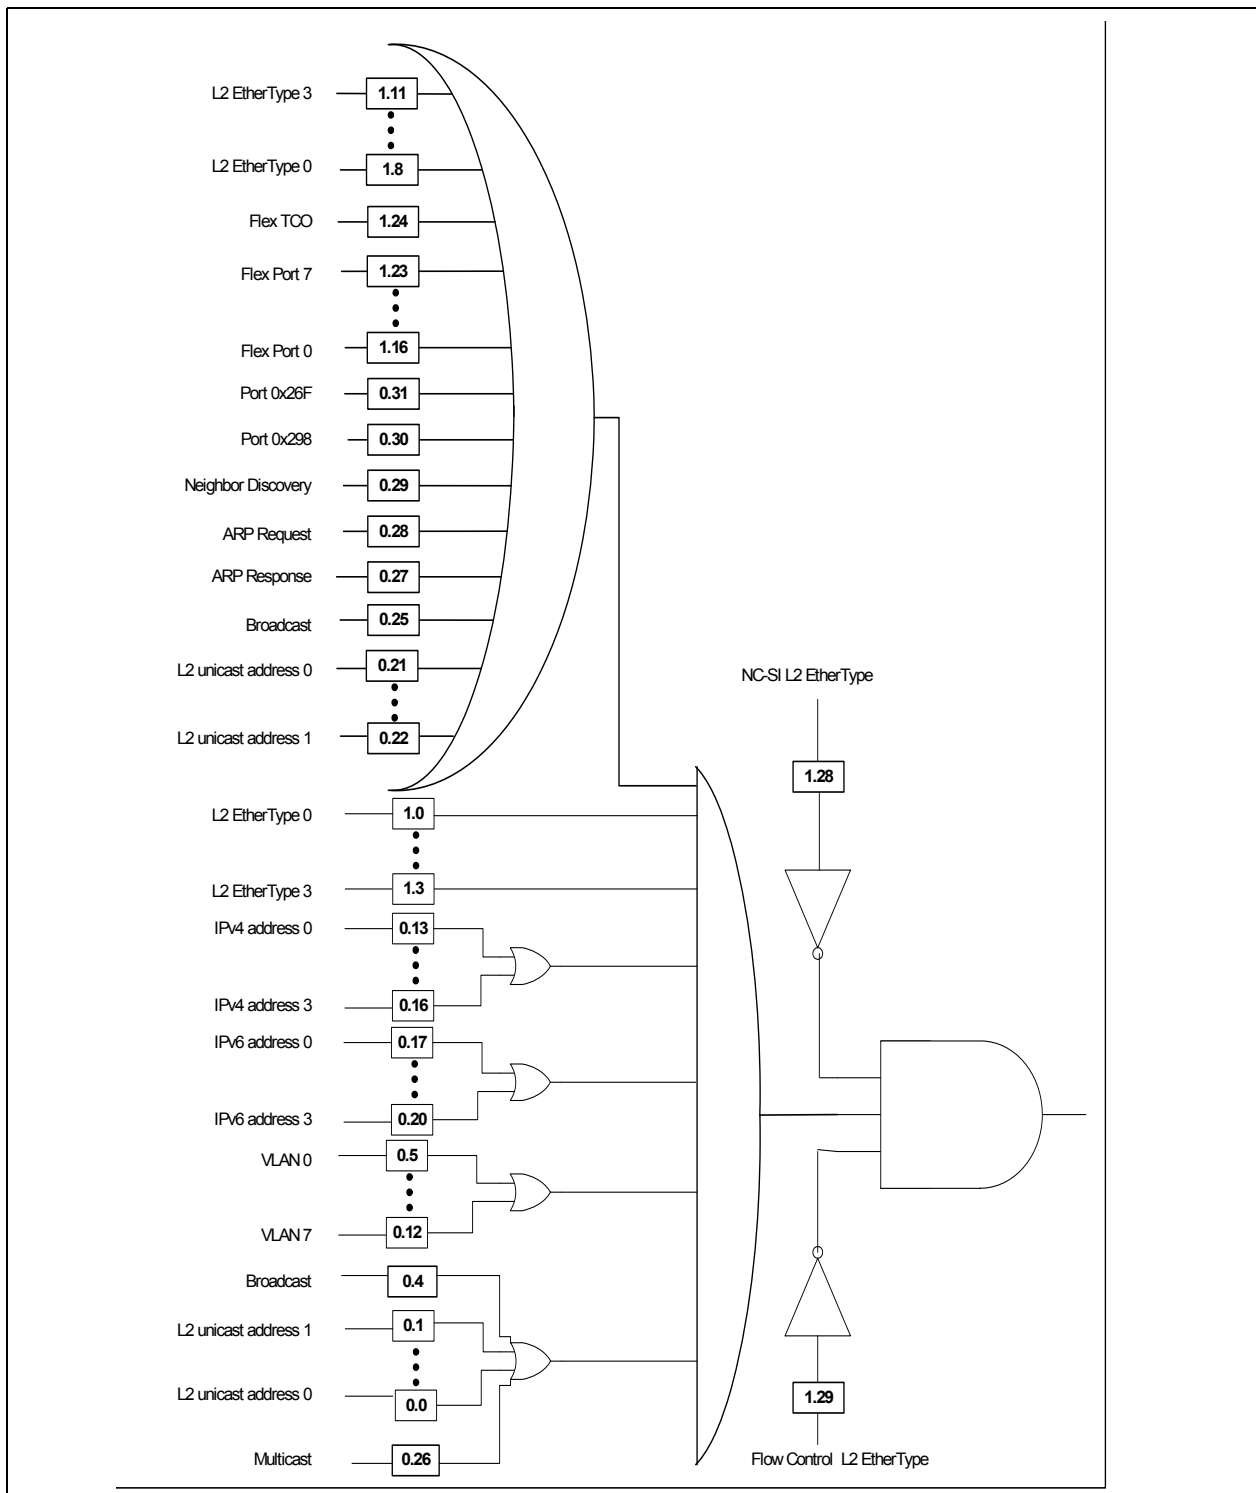 L2 EtherType 3 1.11
L2 EtherType 0 1.8
Flex TCO 1.24
Flex Port 7 1.23
Flex Port 0 1.16
Port 0x26F 0.31
Port 0x298 0.30
Neighbor Discovery 0.29
ARP Request 0.28
ARP Response 0.27
Broadcast 0.25
L2 unicast address 0 0.21
L2 unicast address 1 0.22
NC-SI L2 EtherType
1.28
L2 EtherType 0 1.0
L2 EtherType 3 1.3
IPv4 address 0 0.13
IPv4 address 3 0.16
IPv6 address 0 0.17
IPv6 address 3 0.20
VLAN 0 0.5
VLAN 7 0.12
Broadcast 0.4
L2 unicast address 1 0.1
L2 unicast address 0 0.0
Multicast 0.26
1.29
Flow Control L2 EtherType